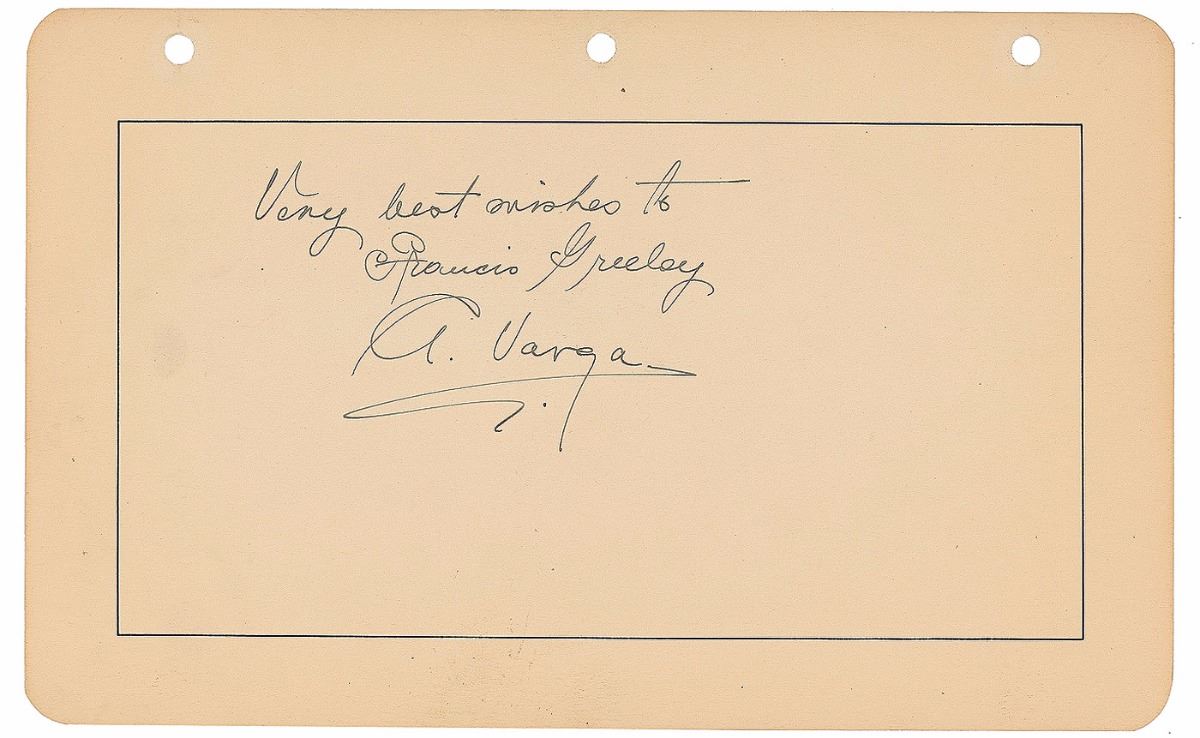 Very best wishes to
Francis Greeley
A. Varga